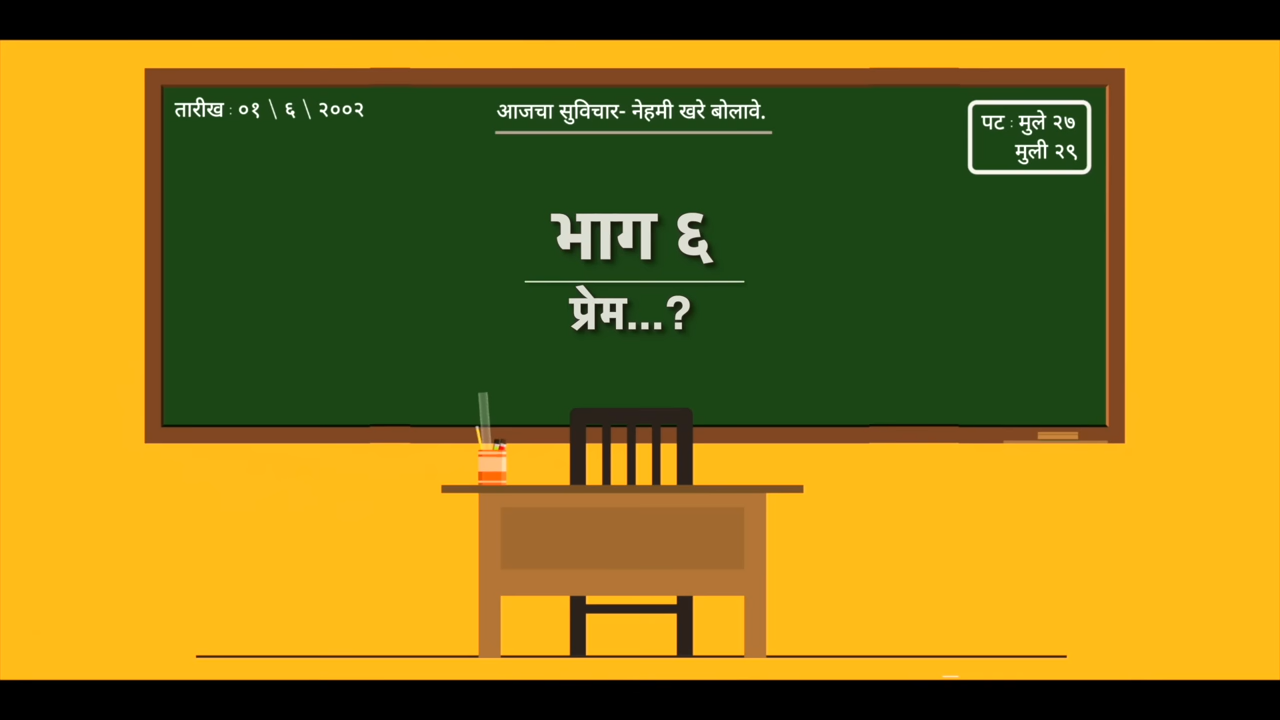 तारीख : ०१ \ ६ \ २००२
आजचा सुविचार- नेहमी खरे बोलावे.
पट : मुले २७
मुली २९
भाग ६
प्रेम...?